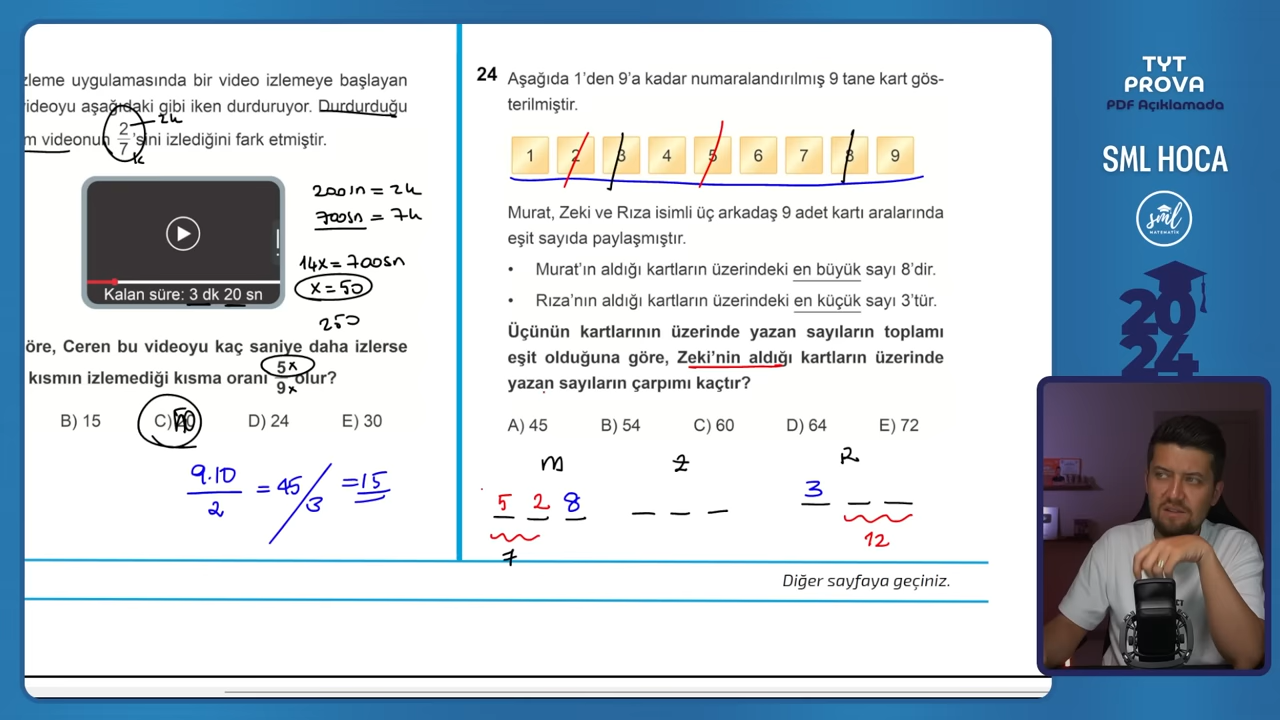 zleme uygulamasında bir video izlemeye başlayan
ideoyu aşağıdaki gibi iken durduruyor. Durdurduğu
m videonun 2/7'sini izlediğini fark etmiştir.
2k
k
200sn = 2k
700sn = 7k
14x = 700sn
x = 50
250
Kalan süre: 3 dk 20 sn
öre, Ceren bu videoyu kaç saniye daha izlerse
kısmın izlemediği kısma oranı 5x/9x olur?
B) 15
C)
D) 24
E) 30
9.10/2 = 45/3 = 15
24 Aşağıda 1'den 9'a kadar numaralandırılmış 9 tane kart gös-
terilmiştir.
1 2 3 4 5 6 7 8 9
Murat, Zeki ve Rıza isimli üç arkadaş 9 adet kartı aralarında
eşit sayıda paylaşmıştır.
• Murat'ın aldığı kartların üzerindeki en büyük sayı 8'dir.
• Rıza'nın aldığı kartların üzerindeki en küçük sayı 3'tür.
Üçünün kartlarının üzerinde yazan sayıların toplamı
eşit olduğuna göre, Zeki'nin aldığı kartların üzerinde
yazan sayıların çarpımı kaçtır?
A) 45 B) 54 C) 60 D) 64 E) 72
M Z R
5 2 8 _ _ _ 3 _ _
7 12
Diğer sayfaya geçiniz.
TYT
PROVA
PDF Açıklamada
SML HOCA
sml
MATEMATİK
2024